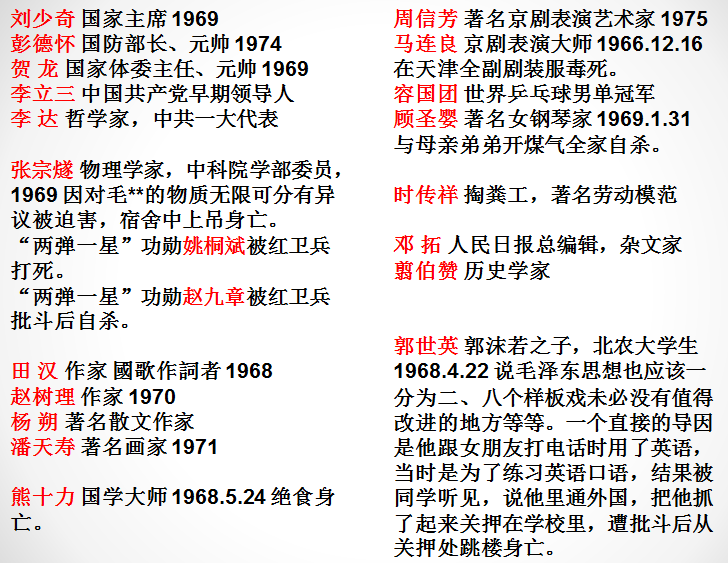 刘少奇 国家主席 1969
彭德怀 国防部长、元帅 1974
贺 龙 国家体委主任、元帅 1969
李立三 中国共产党早期领导人
李 达 哲学家，中共一大代表
张宗燧 物理学家，中科院学部委员，
1969 因对毛**的物质无限可分有异
议被迫害，宿舍中上吊身亡。
“两弹一星”功勋姚桐斌被红卫兵
打死。
“两弹一星”功勋赵九章被红卫兵
批斗后自杀。
田 汉 作家 國歌作詞者 1968
赵树理 作家 1970
杨 朔 著名散文作家
潘天寿 著名画家 1971
熊十力 国学大师 1968.5.24 绝食身
亡。
周信芳 著名京剧表演艺术家 1975
马连良 京剧表演大师 1966.12.16
在天津全副剧装服毒死。
容国团 世界乒乓球男单冠军
顾圣婴 著名女钢琴家 1969.1.31
与母亲弟弟开煤气全家自杀。
时传祥 掏粪工，著名劳动模范
邓 拓 人民日报总编辑，杂文家
翦伯赞 历史学家
郭世英 郭沫若之子，北农大学生
1968.4.22 说毛泽东思想也应该一
分为二、八个样板戏未必没有值得
改进的地方等等。一个直接的导因
是他跟女朋友打电话时用了英语，
当时是为了练习英语口语，结果被
同学听见，说他里通外国，把他抓
了起来关押在学校里，遭批斗后从
关押处跳楼身亡。